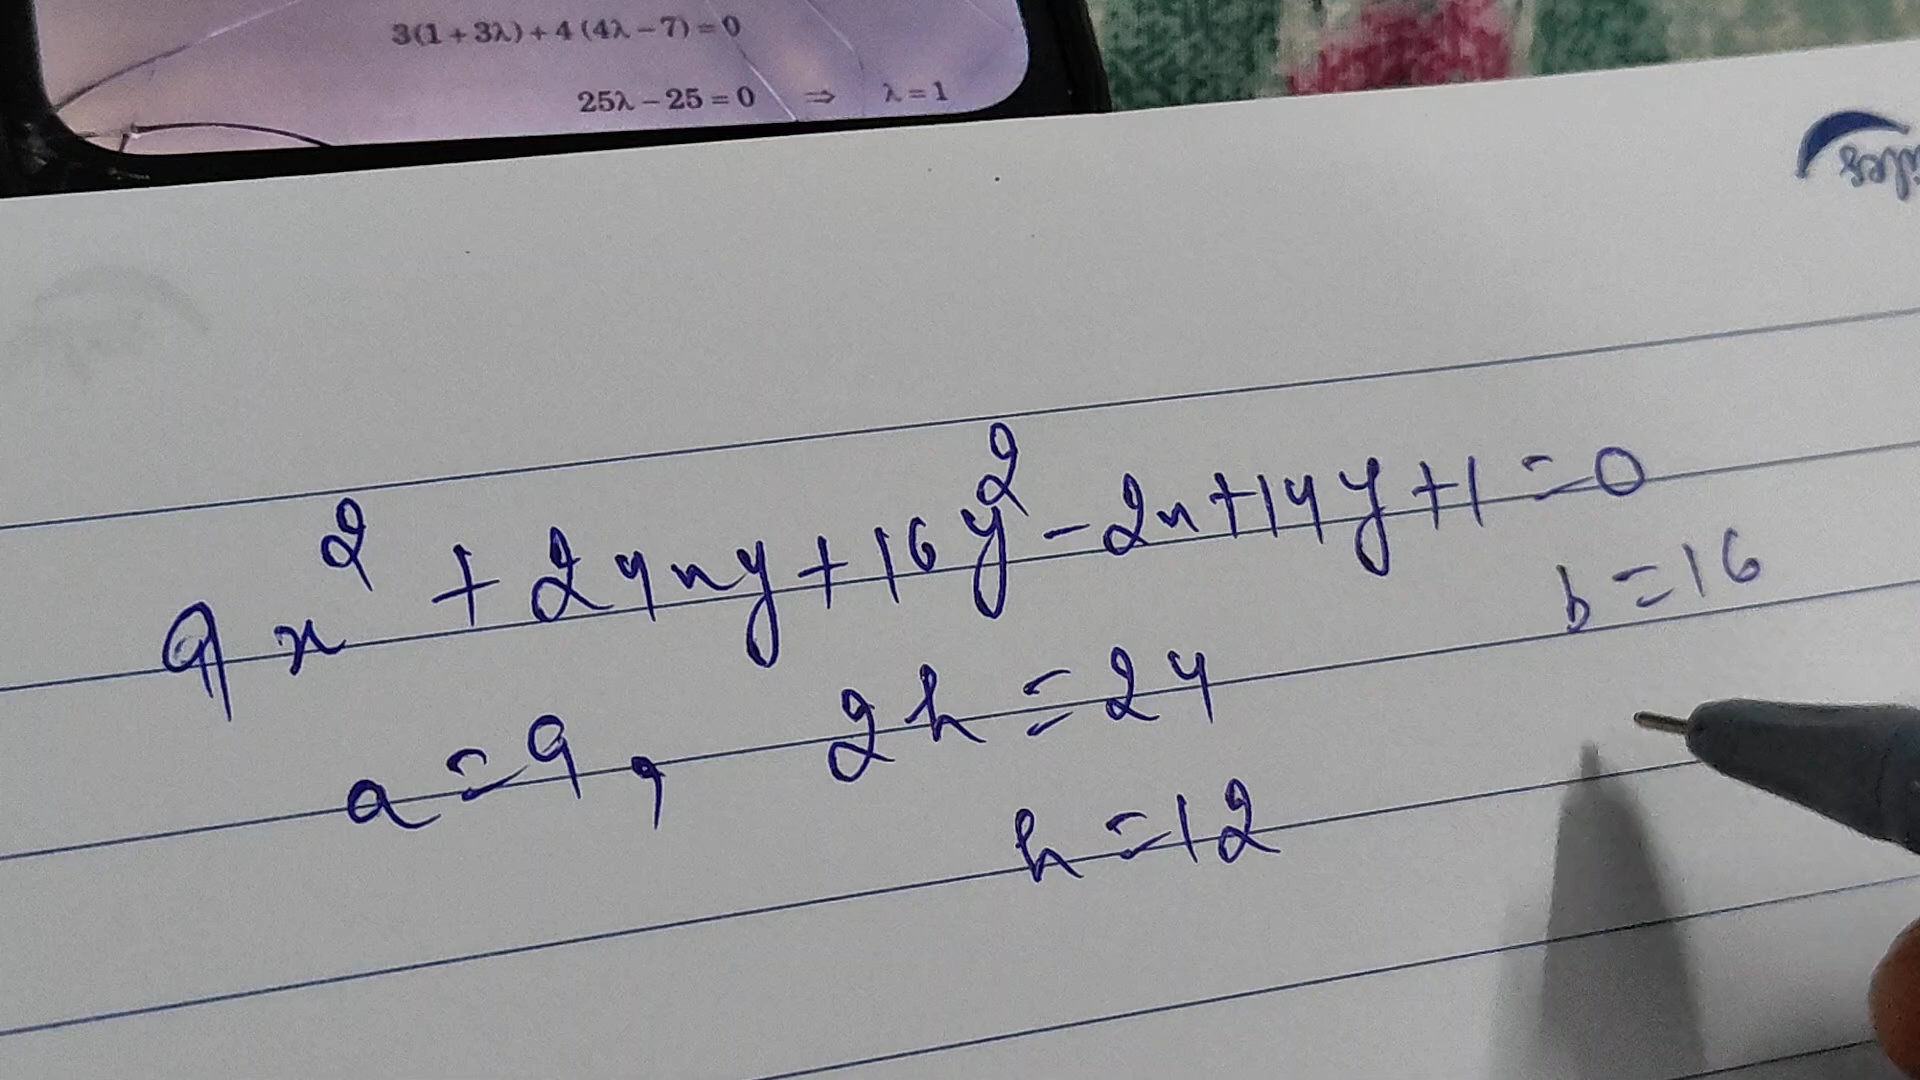 3(1 + 3λ) + 4 (4λ − 7) = 0
25λ − 25 = 0 ⇒ λ = 1
9x² + 24xy + 16y² - 2x + 14y + 1 = 0
b = 16
a = 9, 2h = 24
h = 12